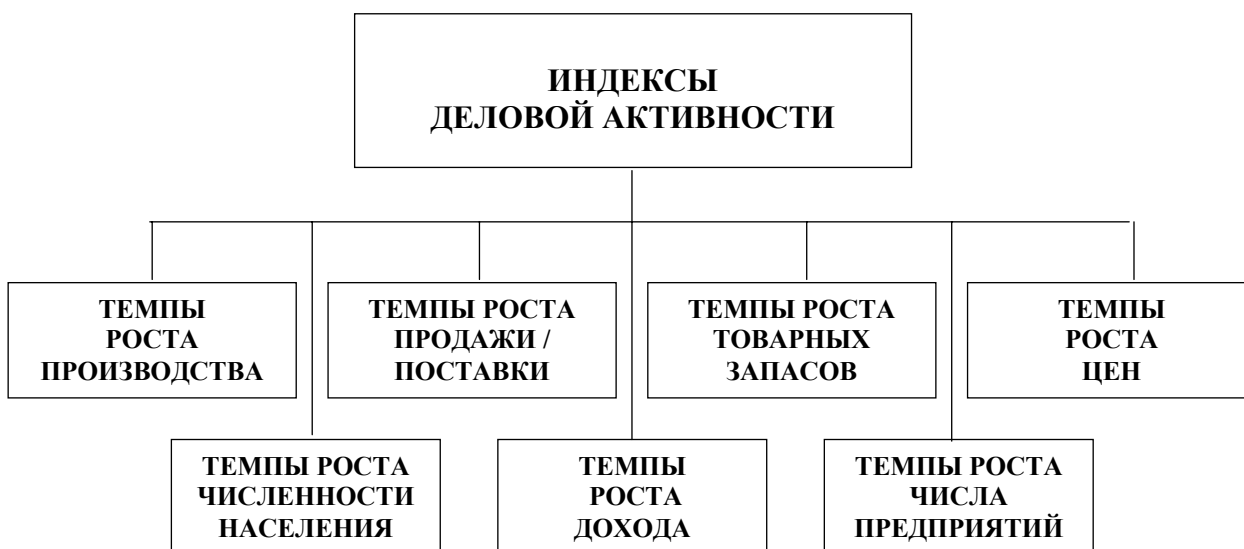 ИНДЕКСЫ
ДЕЛОВОЙ АКТИВНОСТИ
ТЕМПЫ
РОСТА
ПРОИЗВОДСТВА
ТЕМПЫ РОСТА
ПРОДАЖИ /
ПОСТАВКИ
ТЕМПЫ РОСТА
ТОВАРНЫХ
ЗАПАСОВ
ТЕМПЫ
РОСТА
ЦЕН
ТЕМПЫ РОСТА
ЧИСЛЕННОСТИ
НАСЕЛЕНИЯ
ТЕМПЫ
РОСТА
ДОХОДА
ТЕМПЫ РОСТА
ЧИСЛА
ПРЕДПРИЯТИЙ